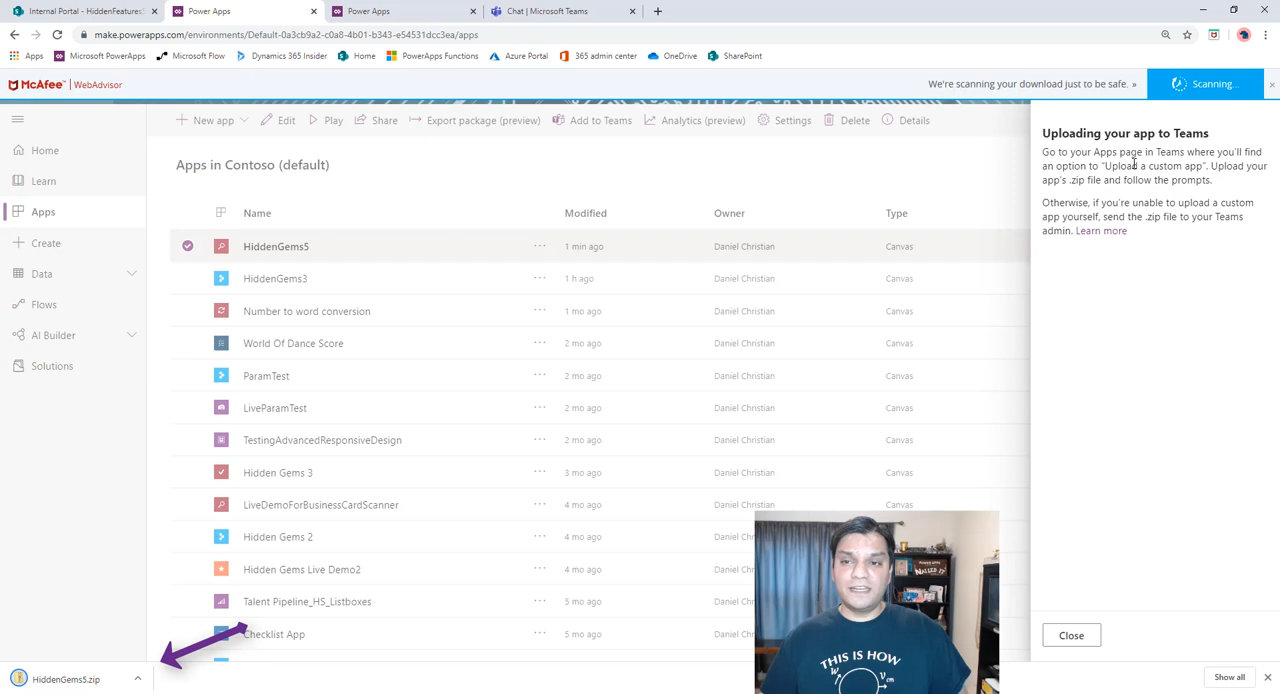 Internal Portal - HiddenFeatures5
Power Apps
Power Apps
Chat | Microsoft Teams
make.powerapps.com/environments/Default-0a3cb9a2-c0a8-4b01-b343-e54531dcc3ea/apps
Apps
Microsoft PowerApps
Microsoft Flow
Dynamics 365 Insider
Home
PowerApps Functions
Azure Portal
365 admin center
OneDrive
SharePoint
McAfee™ | WebAdvisor
We're scanning your download just to be safe. »
Scanning...
New app
Edit
Play
Share
Export package (preview)
Add to Teams
Analytics (preview)
Settings
Delete
Details
Home
Learn
Apps
Create
Data
Flows
AI Builder
Solutions
Apps in Contoso (default)
Name Modified Owner Type
HiddenGems5 ... 1 min ago Daniel Christian Canvas
HiddenGems3 ... 1 h ago Daniel Christian Canvas
Number to word conversion ... 1 mo ago Daniel Christian Canvas
World Of Dance Score ... 2 mo ago Daniel Christian Canvas
ParamTest ... 2 mo ago Daniel Christian Canvas
LiveParamTest ... 2 mo ago Daniel Christian Canvas
TestingAdvancedResponsiveDesign ... 2 mo ago Daniel Christian Canvas
Hidden Gems 3 ... 3 mo ago Daniel Christian Canvas
LiveDemoForBusinessCardScanner ... 4 mo ago Daniel Christian Canvas
Hidden Gems 2 ... 4 mo ago Daniel
Hidden Gems Live Demo2 ... 4 mo ago Daniel
Talent Pipeline_HS_Listboxes ... 5 mo ago Daniel
Checklist App ... 5 mo ago Daniel
Uploading your app to Teams
Go to your Apps page in Teams where you'll find
an option to "Upload a custom app". Upload your
app's .zip file and follow the prompts.
Otherwise, if you're unable to upload a custom
app yourself, send the .zip file to your Teams
admin. Learn more
Close
THIS IS HOW
HiddenGems5.zip
Show all